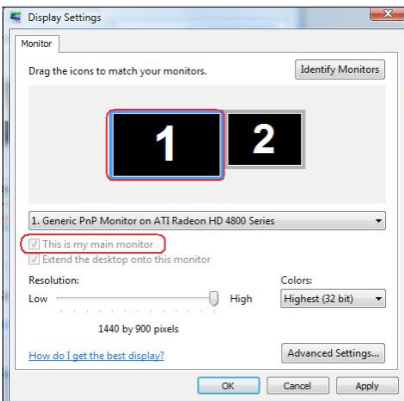 Display Settings
Monitor
Drag the icons to match your monitors.
Identify Monitors
1
2
1. Generic PnP Monitor on ATI Radeon HD 4800 Series
This is my main monitor
Extend the desktop onto this monitor
Resolution:
Colors:
Low
High
Highest (32 bit)
1440 by 900 pixels
How do I get the best display?
Advanced Settings...
OK
Cancel
Apply